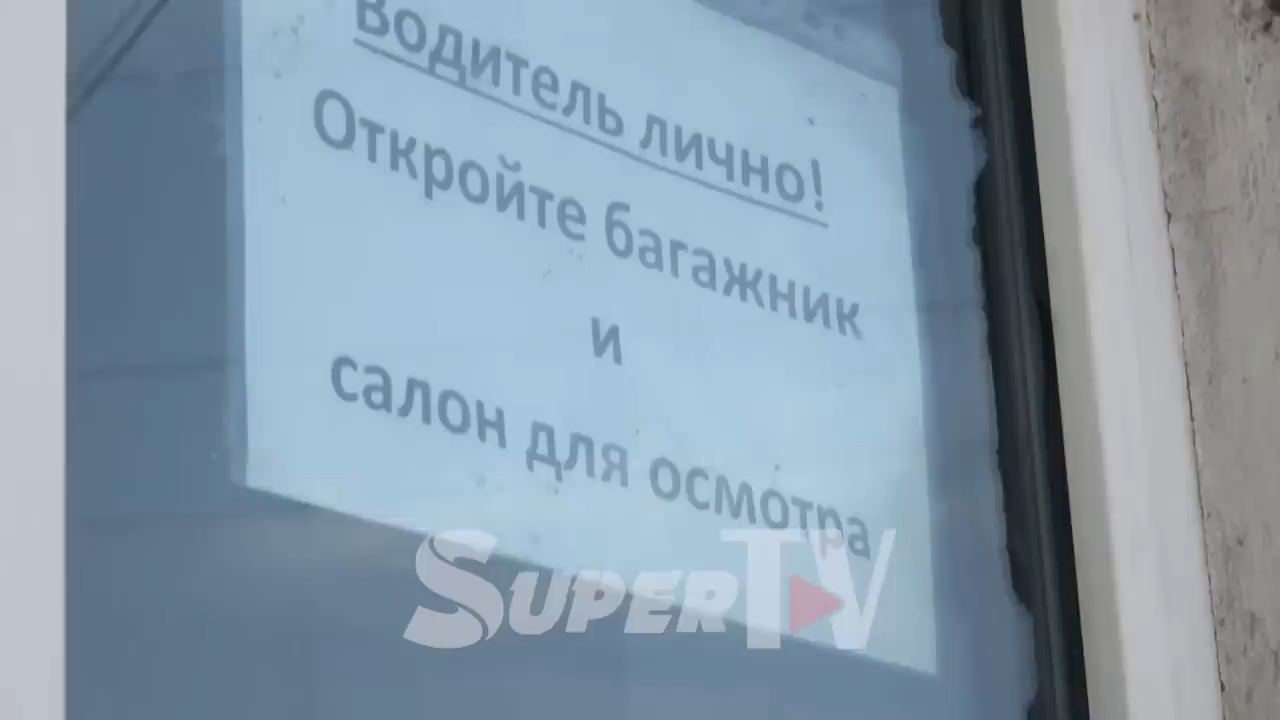 Водитель лично!
Откройте багажник
и
салон для осмотра
SUPERTV